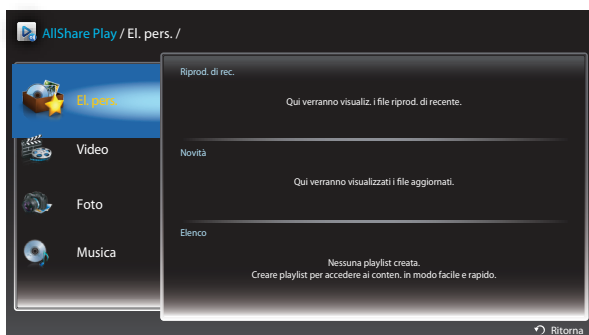 AllShare Play / El. pers. /
El. pers.
Video
Foto
Musica
Riprod. di rec.
Qui verranno visualiz. i file riprod. di recente.
Novità
Qui verranno visualizzati i file aggiornati.
Elenco
Nessuna playlist creata.
Creare playlist per accedere ai conten. in modo facile e rapido.
Ritorna